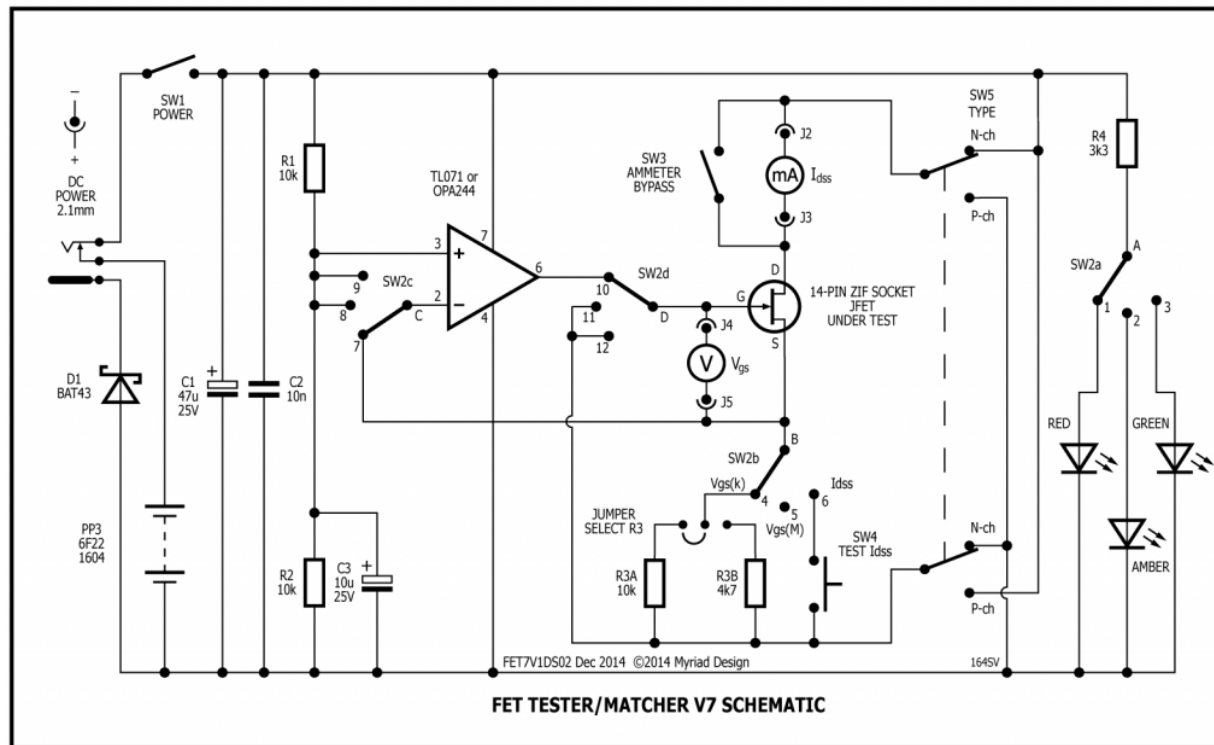 SW1
POWER
−
+
DC
POWER
2.1mm
D1
BAT43
PP3
6F22
1604
+
C1
47u
25V
C2
10n
R1
10k
R2
10k
+
C3
10u
25V
TL071 or
OPA244
3
+
2
−
7
4
6
9
8
7
SW2c
C
10
11
12
SW2d
D
SW3
AMMETER
BYPASS
J2
mA
Idss
J3
D
G
S
14-PIN ZIF SOCKET
JFET
UNDER TEST
J4
V
Vgs
J5
B
SW2b
Vgs(k)
4
5
Vgs(M)
Idss
6
JUMPER
SELECT R3
R3A
10k
R3B
4k7
SW4
TEST Idss
SW5
TYPE
N-ch
P-ch
N-ch
P-ch
R4
3k3
A
SW2a
1
2
3
RED
GREEN
AMBER
FET7V1DS02 Dec 2014 ©2014 Myriad Design
164SV
FET TESTER/MATCHER V7 SCHEMATIC